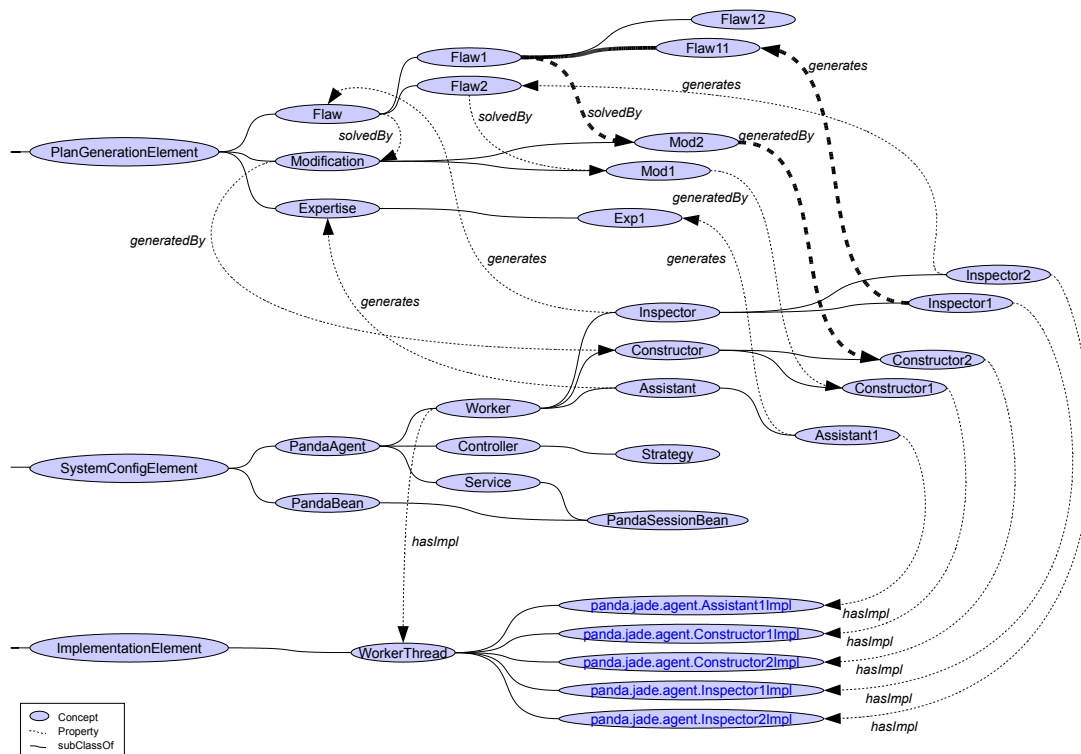 Flaw12
Flaw1
Flaw11
Flaw2
generates
generates
Flaw
solvedBy
solvedBy
solvedBy
Mod2
generatedBy
PlanGenerationElement
Modification
Mod1
generatedBy
Expertise
Exp1
generatedBy
generates
generates
generates
Inspector2
Inspector1
Inspector
Constructor
Constructor2
Assistant
Constructor1
Worker
Assistant1
PandaAgent
Controller
Strategy
SystemConfigElement
Service
PandaBean
PandaSessionBean
hasImpl
panda.jade.agent.Assistant1Impl
hasImpl
panda.jade.agent.Constructor1Impl
hasImpl
ImplementationElement
WorkerThread
panda.jade.agent.Constructor2Impl
hasImpl
panda.jade.agent.Inspector1Impl
hasImpl
panda.jade.agent.Inspector2Impl
hasImpl
Concept
Property
subClassOf